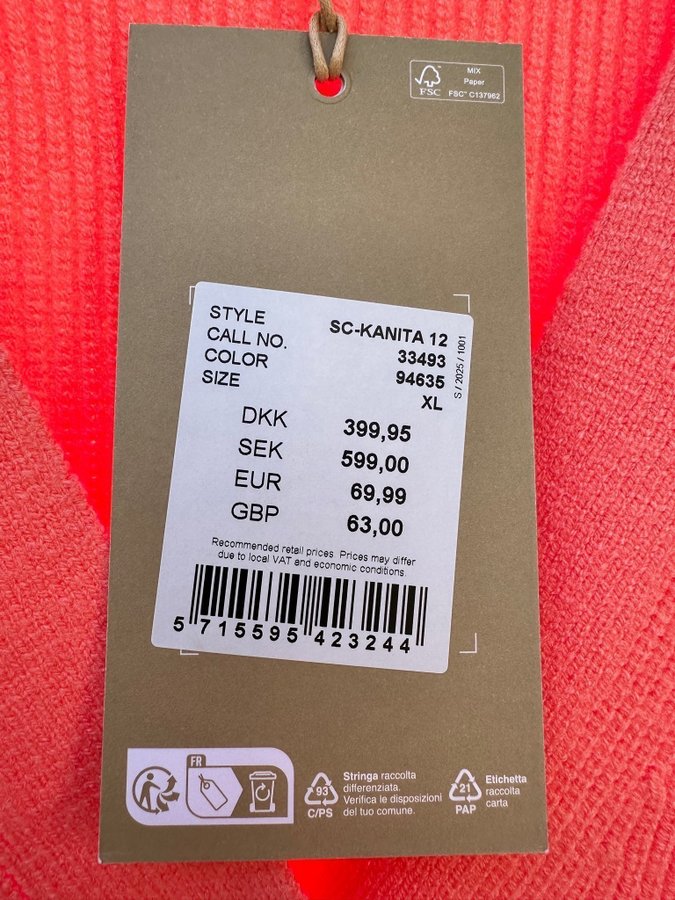 MIX
Paper
FSC
FSC™ C137962
STYLE SC-KANITA 12
CALL NO. 33493
COLOR 94635
SIZE XL
S / 2025 / 1001
DKK 399,95
SEK 599,00
EUR 69,99
GBP 63,00
Recommended retail prices. Prices may differ
due to local VAT and economic conditions.
5 715595 423244
FR
93
C/PS
Stringa raccolta
differenziata.
Verifica le disposizioni
del tuo comune.
21
PAP
Etichetta
raccolta
carta